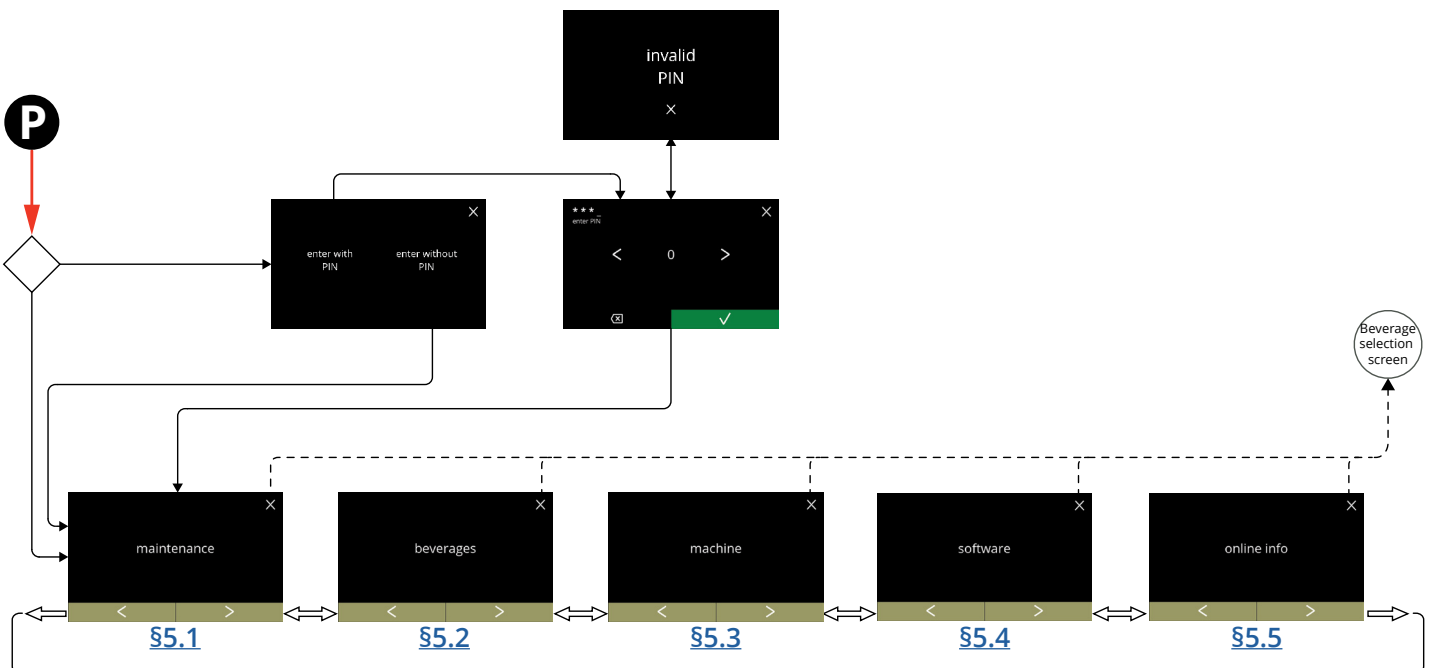 invalid
PIN
P
* * * _
enter PIN
enter with
PIN
enter without
PIN
0
Beverage
selection
screen
maintenance
beverages
machine
software
online info
§5.1
§5.2
§5.3
§5.4
§5.5